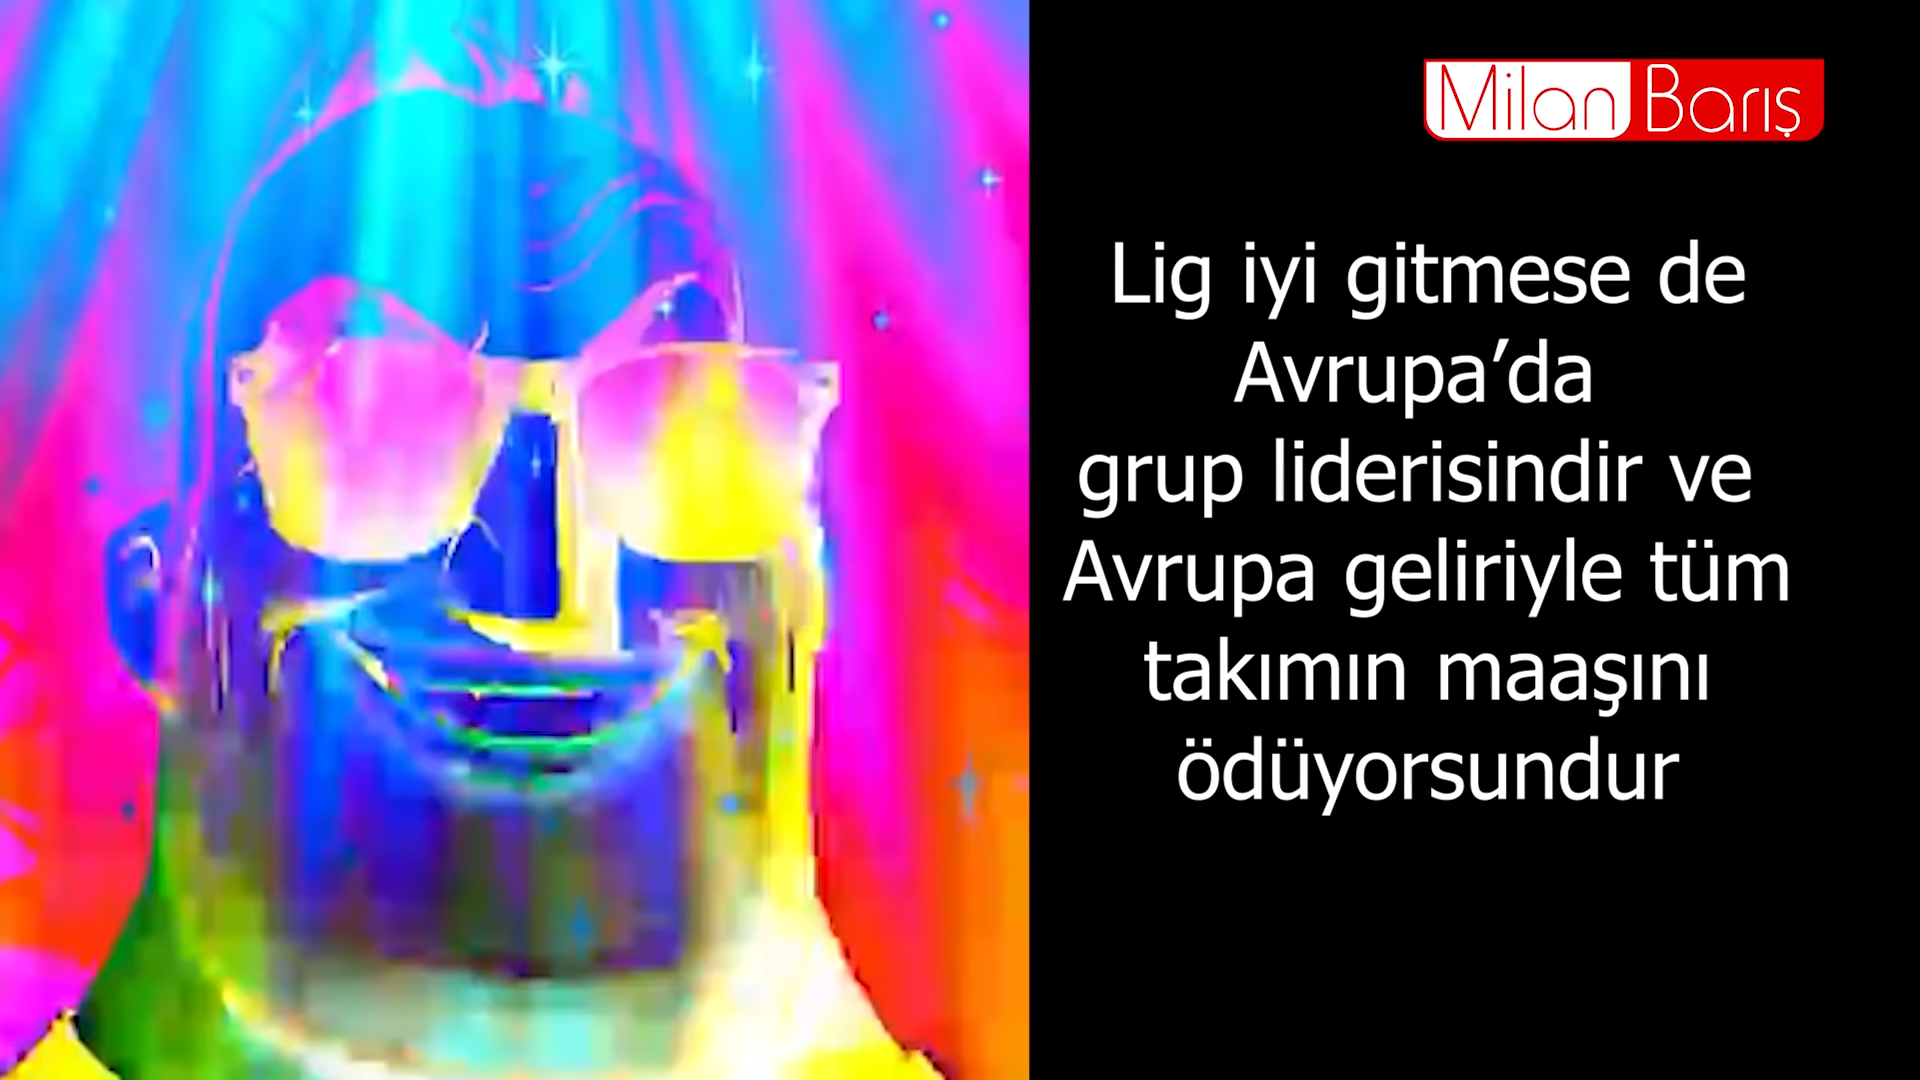 Milan Barış
Lig iyi gitmese de
Avrupa’da
grup liderisindir ve
Avrupa geliriyle tüm
takımın maaşını
ödüyorsundur